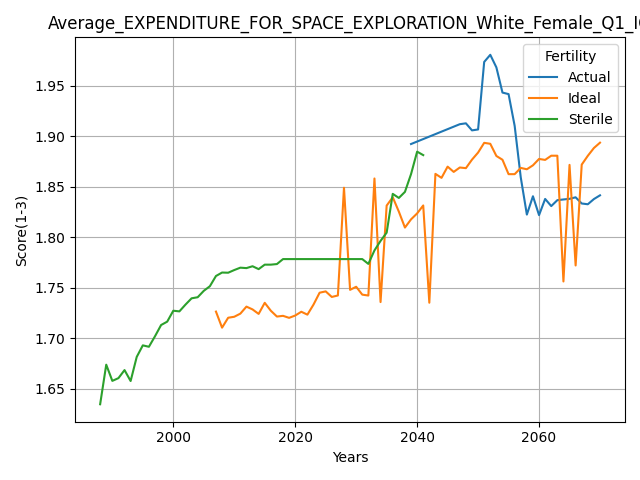 Average_EXPENDITURE_FOR_SPACE_EXPLORATION_White_Female_Q1_I
Fertility
Actual
Ideal
Sterile
Score(1-3)
1.95
1.90
1.85
1.80
1.75
1.70
1.65
2000
2020
2040
2060
Years